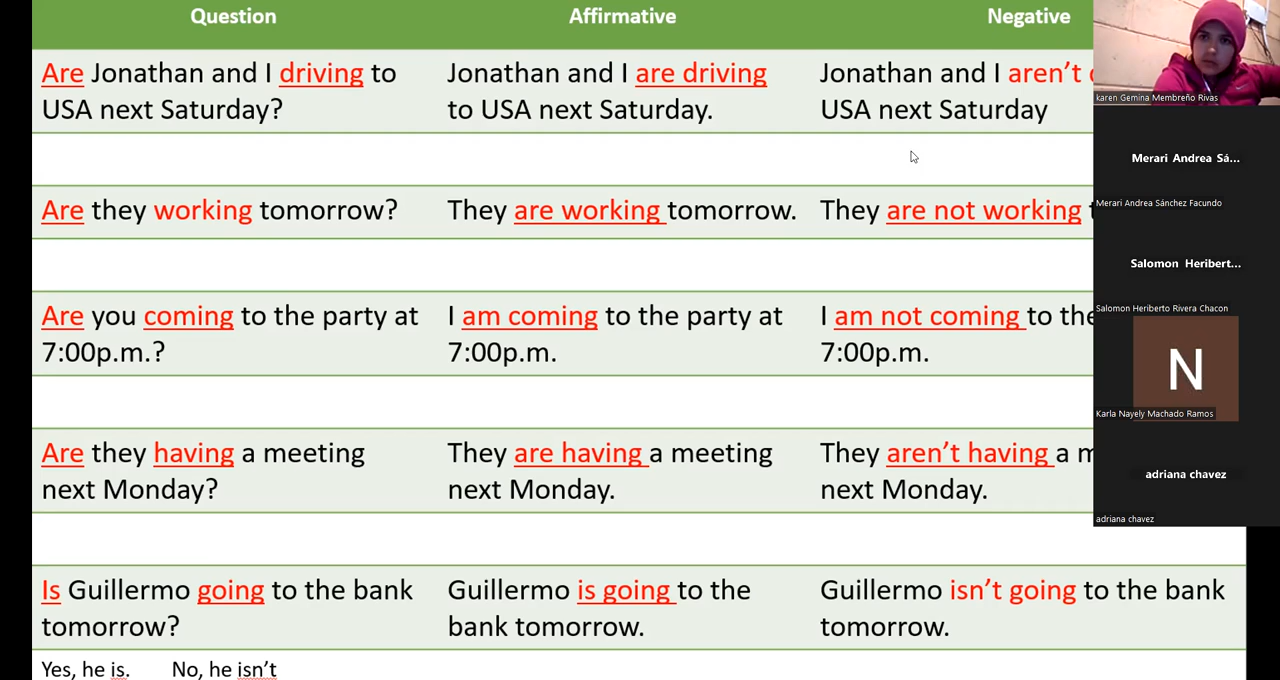 Question Affirmative Negative
Are Jonathan and I driving to
USA next Saturday?
Jonathan and I are driving
to USA next Saturday.
Jonathan and I aren't
USA next Saturday
Are they working tomorrow?
They are working tomorrow.
They are not working
Are you coming to the party at
7:00p.m.?
I am coming to the party at
7:00p.m.
I am not coming to the
7:00p.m.
Are they having a meeting
next Monday?
They are having a meeting
next Monday.
They aren't having a
next Monday.
Is Guillermo going to the bank
tomorrow?
Guillermo is going to the
bank tomorrow.
Guillermo isn't going to the bank
tomorrow.
Yes, he is. No, he isn't
karen Gemina Membreño Rivas
Merari Andrea Sá...
Merari Andrea Sánchez Facundo
Salomon Heribert...
Salomon Heriberto Rivera Chacon
N
Karla Nayely Machado Ramos
adriana chavez
adriana chavez